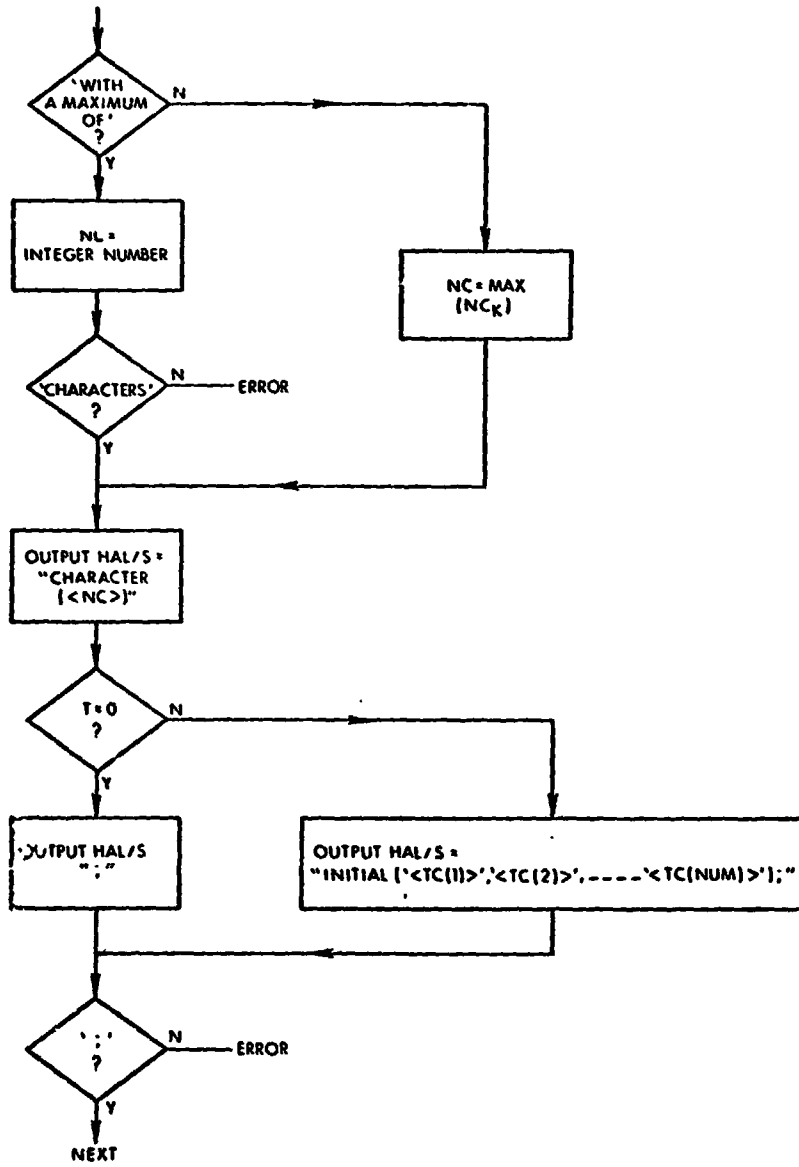 'WITH
A MAXIMUM
OF'
?
N
Y
NL =
INTEGER NUMBER
NC = MAX
(NCK)
'CHARACTERS'
?
N
ERROR
Y
OUTPUT HAL/S =
"CHARACTER
(<NC>)"
T=0
?
N
Y
OUTPUT HAL/S
";"
OUTPUT HAL/S =
"INITIAL ('<TC(1)>','<TC(2)>',----'<TC(NUM)>');"
';'
?
N
ERROR
Y
NEXT